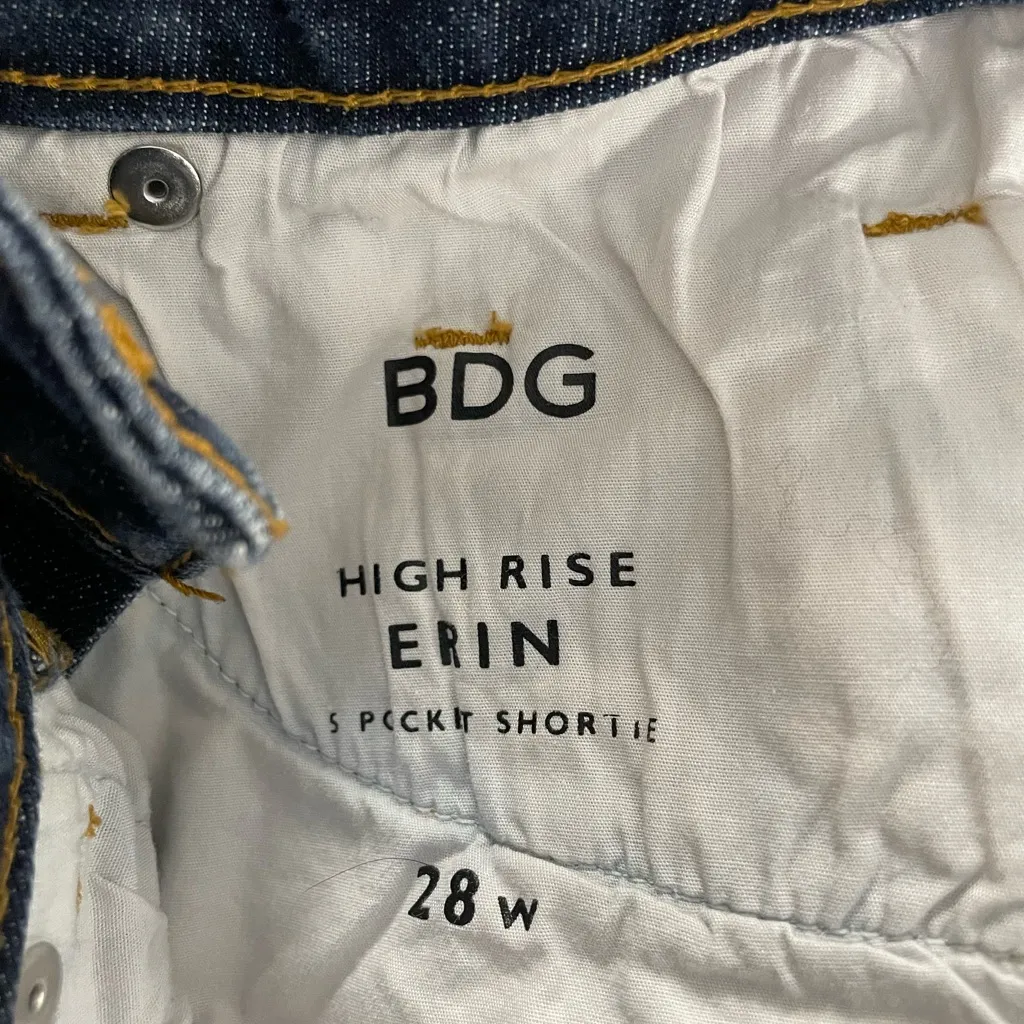 BDG
HIGH RISE
ERIN
5 POCKET SHORTIE
28 W